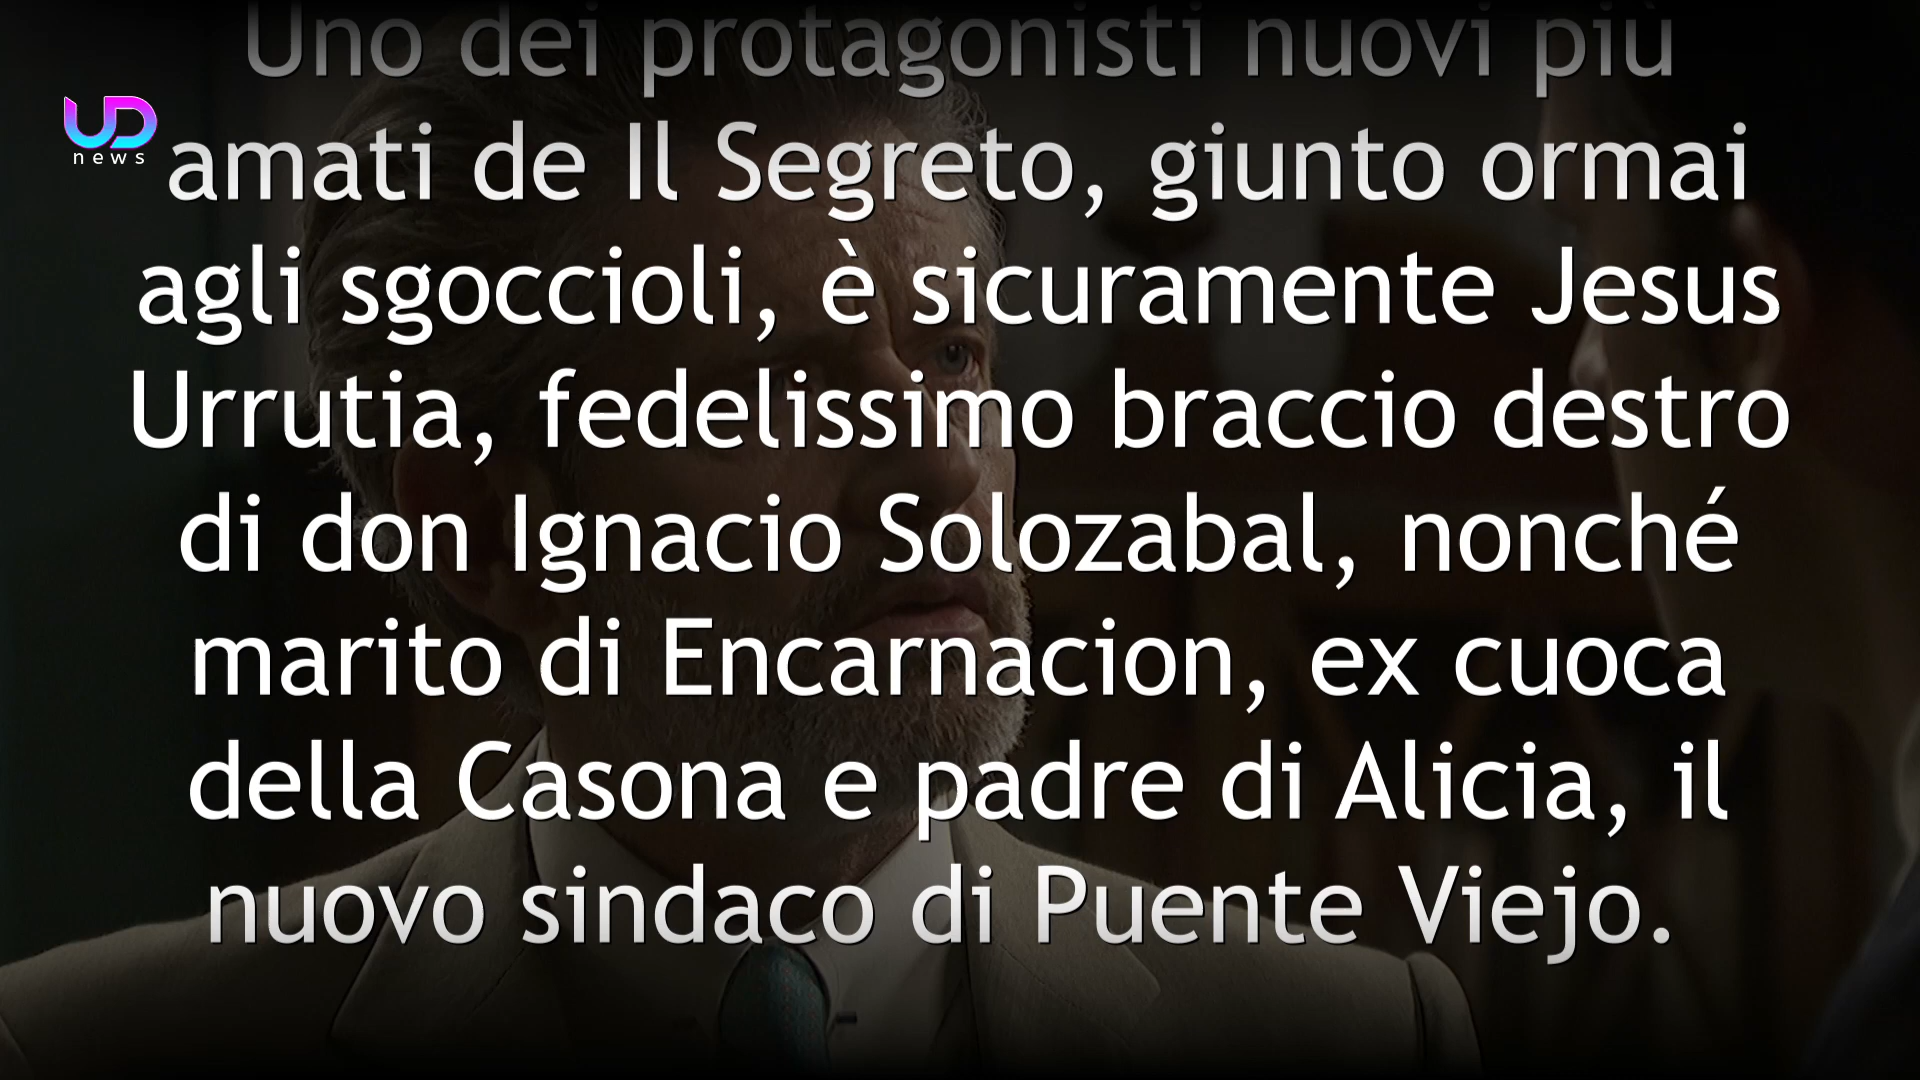 Uno dei protagonisti nuovi più
UD
news
amati de Il Segreto, giunto ormai
agli sgoccioli, è sicuramente Jesus
Urrutia, fedelissimo braccio destro
di don Ignacio Solozabal, nonché
marito di Encarnacion, ex cuoca
della Casona e padre di Alicia, il
nuovo sindaco di Puente Viejo.